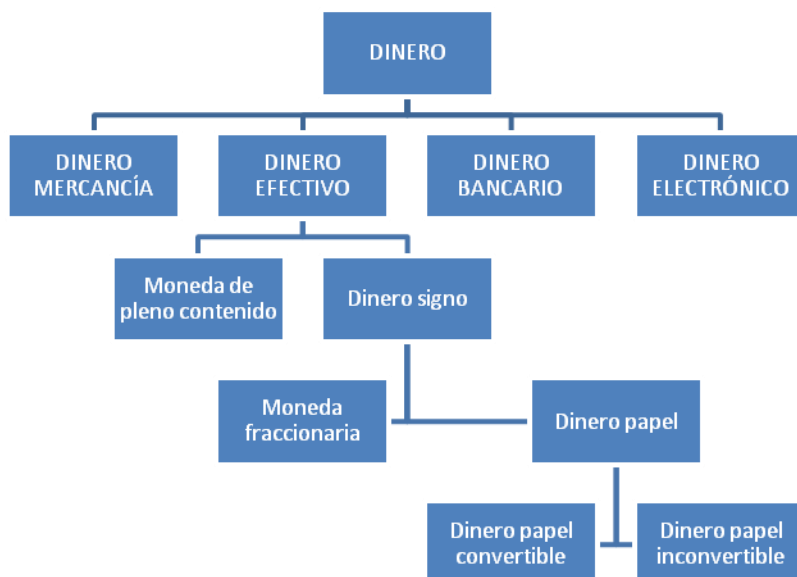 DINERO
DINERO
MERCANCÍA
DINERO
EFECTIVO
DINERO
BANCARIO
DINERO
ELECTRÓNICO
Moneda de
pleno contenido
Dinero signo
Moneda
fraccionaria
Dinero papel
Dinero papel
convertible
Dinero papel
inconvertible